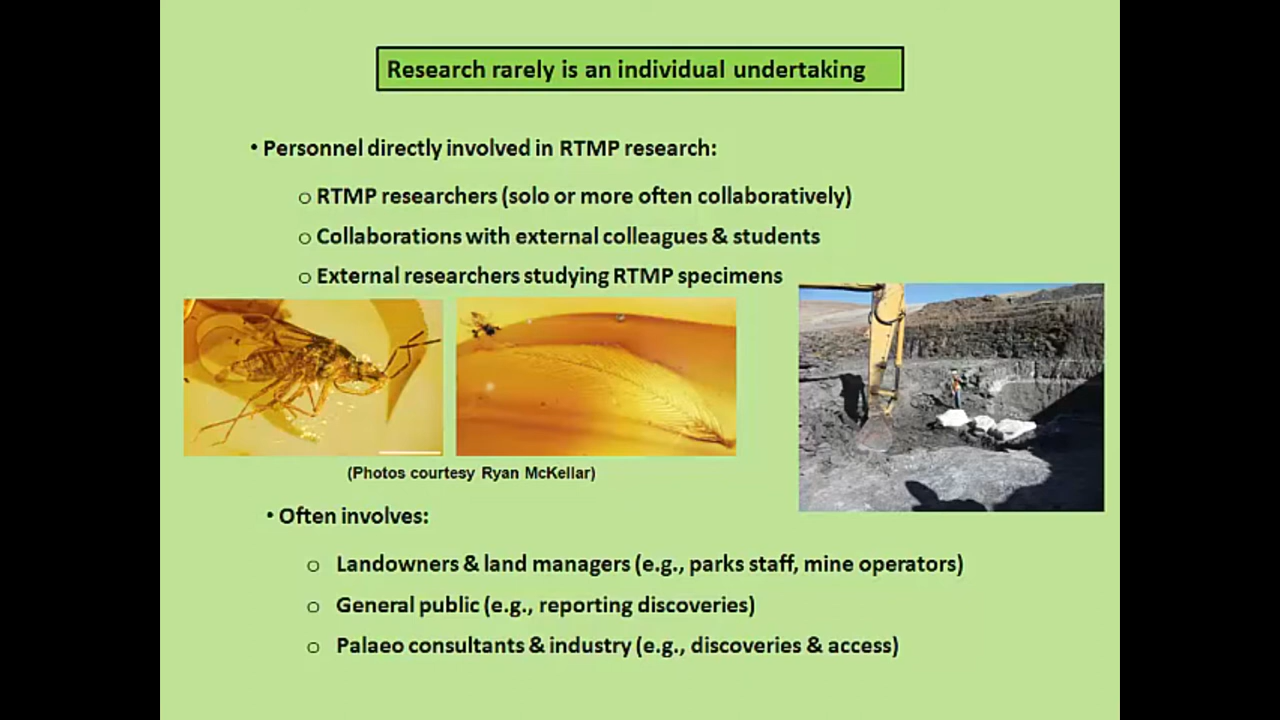 Research rarely is an individual undertaking
• Personnel directly involved in RTMP research:
o RTMP researchers (solo or more often collaboratively)
o Collaborations with external colleagues & students
o External researchers studying RTMP specimens
(Photos courtesy Ryan McKellar)
• Often involves:
o Landowners & land managers (e.g., parks staff, mine operators)
o General public (e.g., reporting discoveries)
o Palaeo consultants & industry (e.g., discoveries & access)